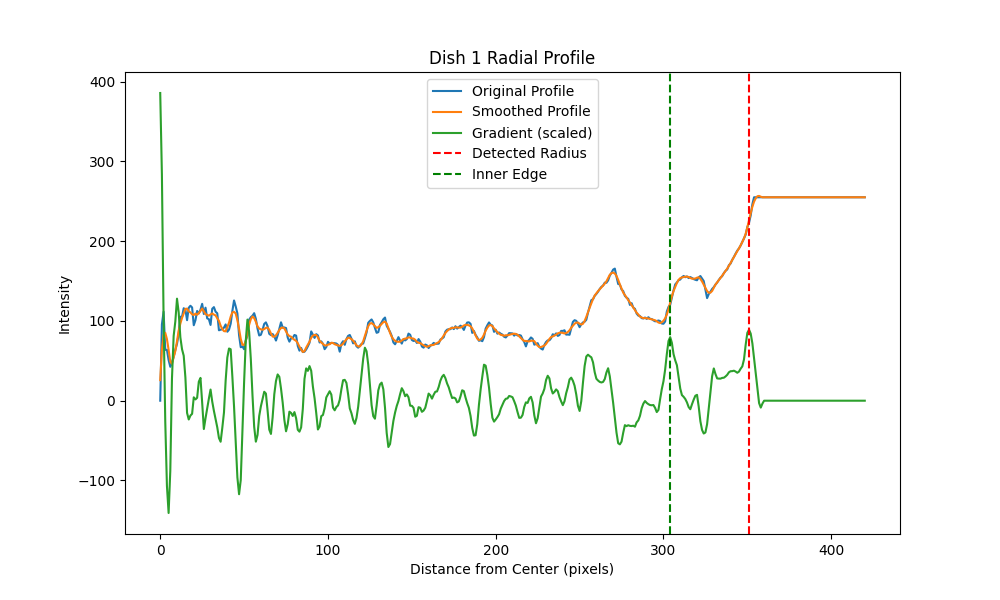 Dish 1 Radial Profile
Original Profile
Smoothed Profile
Gradient (scaled)
Detected Radius
Inner Edge
400
300
200
100
0
−100
Intensity
0 100 200 300 400
Distance from Center (pixels)